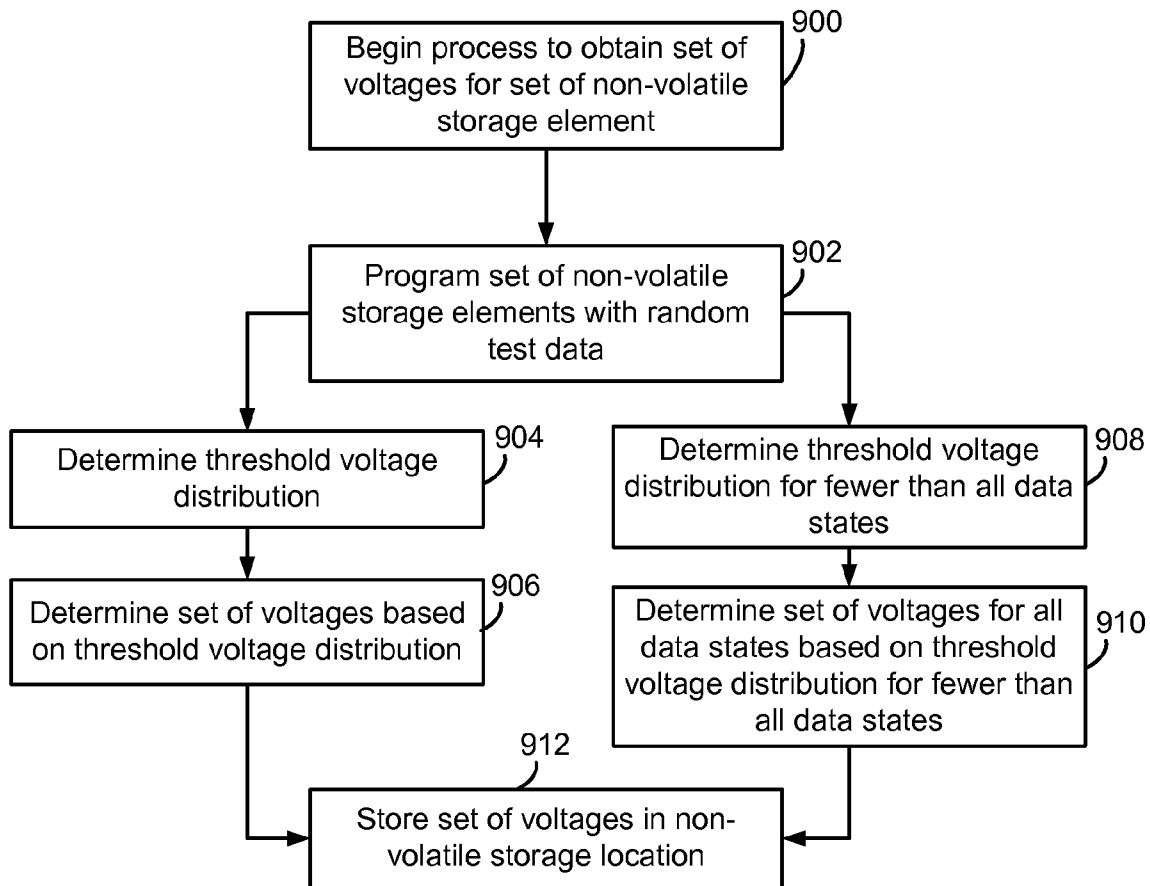 900
Begin process to obtain set of
voltages for set of non-volatile
storage element
902
Program set of non-volatile
storage elements with random
test data
904
Determine threshold voltage
distribution
906
Determine set of voltages based
on threshold voltage distribution
908
Determine threshold voltage
distribution for fewer than all data
states
910
Determine set of voltages for all
data states based on threshold
voltage distribution for fewer than
all data states
912
Store set of voltages in non-
volatile storage location